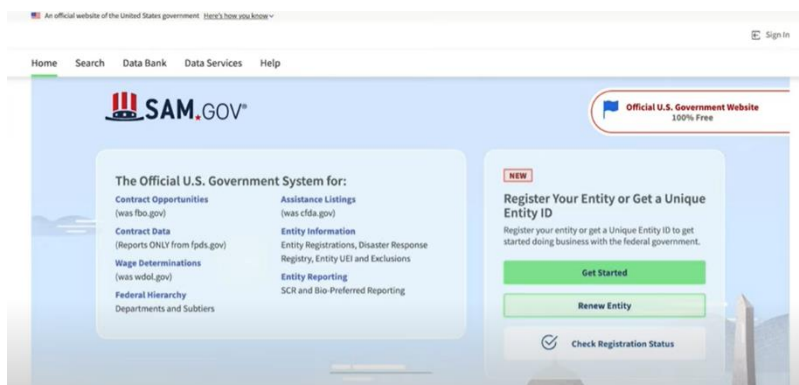 An official website of the United States government Here's how you know
Sign In
Home Search Data Bank Data Services Help
SAM.GOV®
Official U.S. Government Website
100% Free
The Official U.S. Government System for:
Contract Opportunities
(was fbo.gov)
Contract Data
(Reports ONLY from fpds.gov)
Wage Determinations
(was wdol.gov)
Federal Hierarchy
Departments and Subtiers
Assistance Listings
(was cfda.gov)
Entity Information
Entity Registrations, Disaster Response
Registry, Entity UEI and Exclusions
Entity Reporting
SCR and Bio-Preferred Reporting
NEW
Register Your Entity or Get a Unique
Entity ID
Register your entity or get a Unique Entity ID to get
started doing business with the federal government.
Get Started
Renew Entity
Check Registration Status